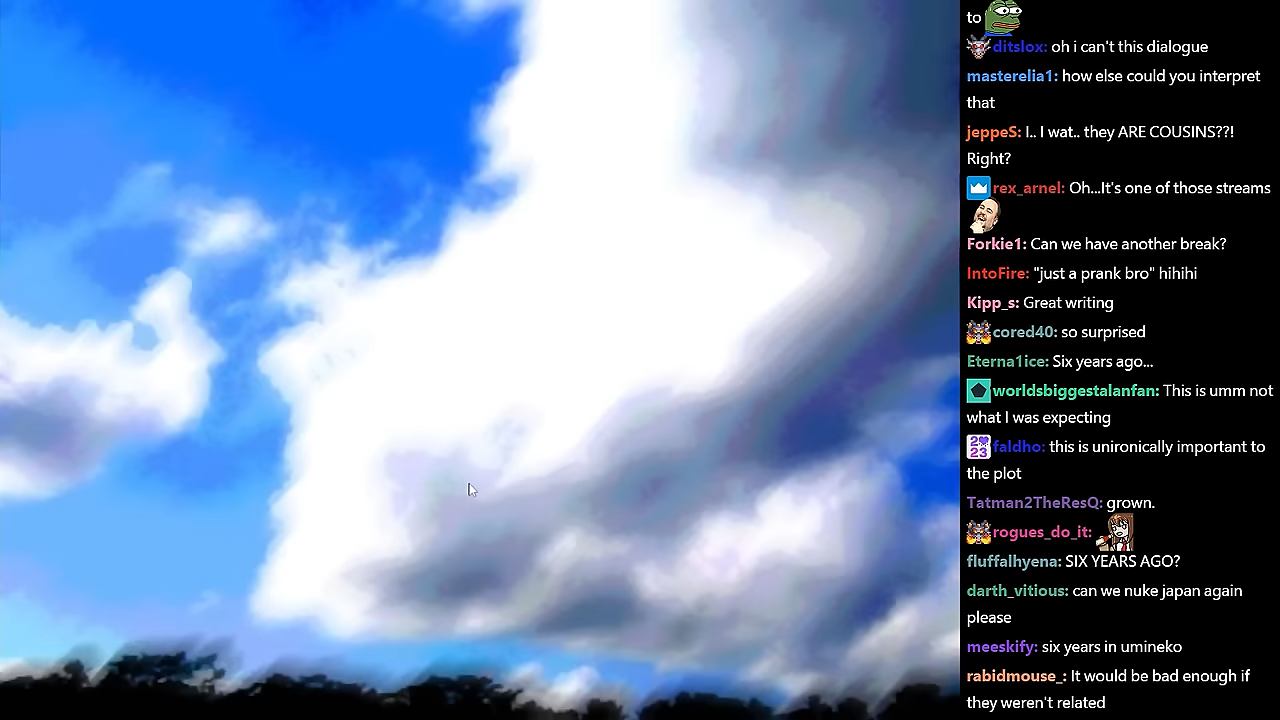 to
ditslox: oh i can't this dialogue
masterelia1: how else could you interpret
that
jeppeS: I.. I wat.. they ARE COUSINS??!
Right?
rex_arnel: Oh...It's one of those streams
Forkie1: Can we have another break?
IntoFire: "just a prank bro" hihihi
Kipp_s: Great writing
cored40: so surprised
Eterna1ice: Six years ago...
worldsbiggestalanfan: This is umm not
what I was expecting
2023
faldho: this is unironically important to
the plot
Tatman2TheResQ: grown.
rogues_do_it:
fluffalhyena: SIX YEARS AGO?
darth_vitious: can we nuke japan again
please
meeskify: six years in umineko
rabidmouse_: It would be bad enough if
they weren't related